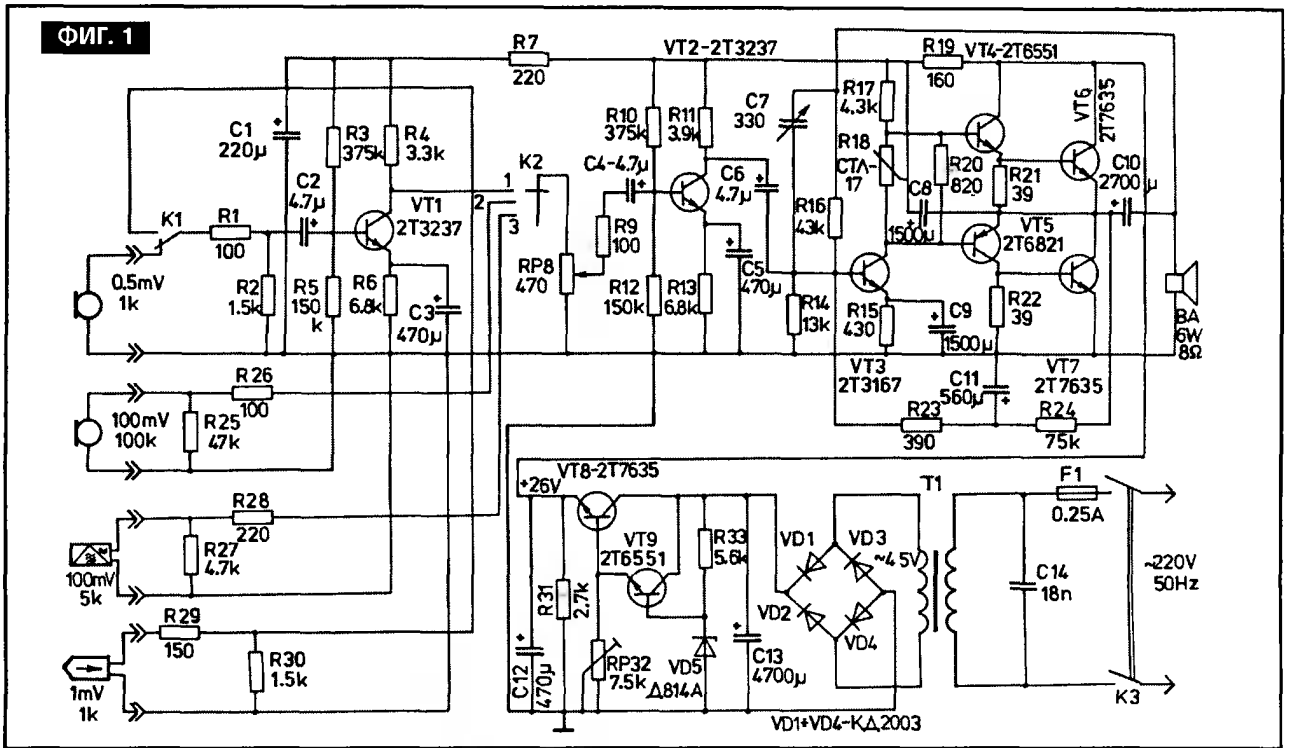 ФИГ. 1
R7
220
VT2-2T3237
R19
160
VT4-2T6551
C1
220μ
R3
375k
R4
3.3k
R10
375k
R11
3.9k
C7
330
R17
4.3k
VT6
2T7635
C2
4.7μ
K2
C4-4.7μ
C6
4.7μ
R18
СТЛ-17
R20
820
C8
1500μ
R21
39
C10
2700μ
K1
R1
100
VT1
2T3237
1
2
3
R9
100
R16
43k
VT5
2T6821
0.5mV
1k
R2
1.5k
R5
150
k
R6
6.8k
C3
470μ
RP8
470
R12
150k
R13
6.8k
C5
470μ
R14
13k
R15
430
C9
1500μ
R22
39
BA
6W
8Ω
VT3
2T3167
VT7
2T7635
R26
100
100mV
100k
R25
47k
C11
560μ
R23
390
R24
75k
VT8-2T7635
+26V
T1
F1
0.25A
R28
220
R27
4.7k
100mV
5k
VT9
2T6551
R33
5.6k
VD1
VD3
~45V
R31
2.7k
C14
18n
~220V
50Hz
VD2
VD4
R29
150
R30
1.5k
1mV
1k
C12
470μ
RP32
7.5k
VD5
Д814А
C13
4700μ
K3
VD1÷VD4-КД2003